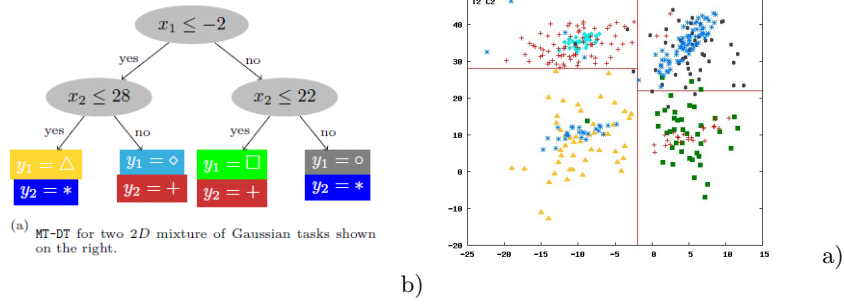 x₁ ≤ −2
yes
no
x₂ ≤ 28
x₂ ≤ 22
yes
no
yes
no
y₁ = △
y₂ = *
y₁ = ⋄
y₂ = +
y₁ = □
y₂ = +
y₁ = ○
y₂ = *
(a) MT-DT for two 2D mixture of Gaussian tasks shown
on the right.
b)
T2 L2
40
30
20
10
0
-10
-20
-25
-20
-15
-10
-5
0
5
10
15
a)